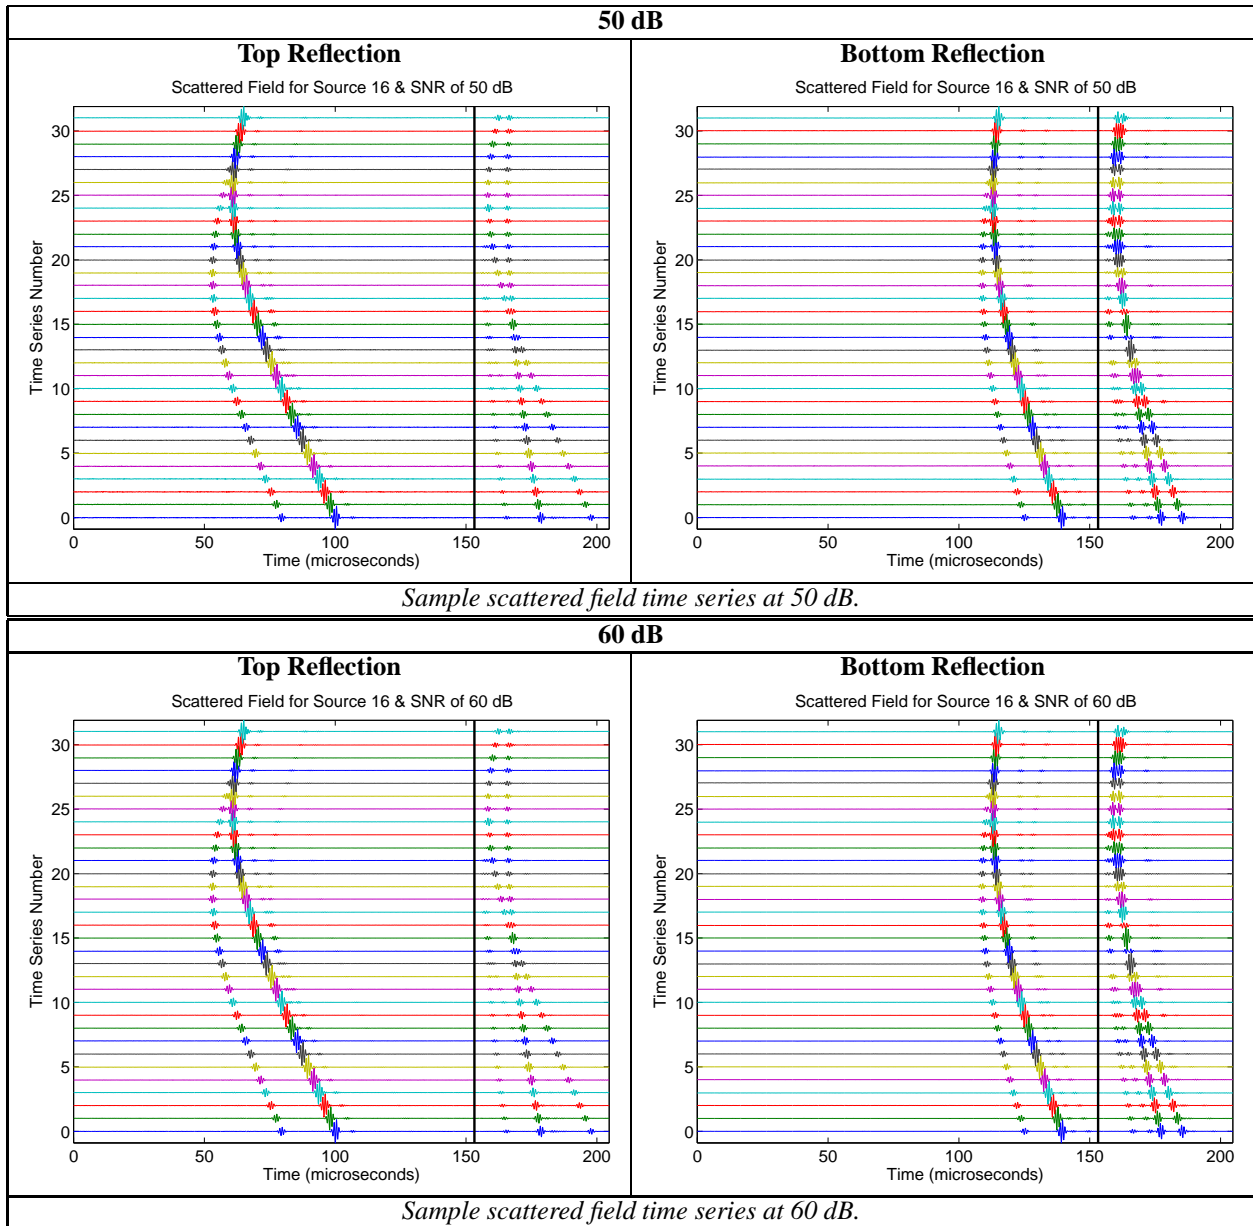 50 dB
Top Reflection
Scattered Field for Source 16 & SNR of 50 dB
30
25
20
15
10
5
0
Time Series Number
0 50 100 150 200
Time (microseconds)
Bottom Reflection
Scattered Field for Source 16 & SNR of 50 dB
30
25
20
15
10
5
0
Time Series Number
0 50 100 150 200
Time (microseconds)
Sample scattered field time series at 50 dB.
60 dB
Top Reflection
Scattered Field for Source 16 & SNR of 60 dB
30
25
20
15
10
5
0
Time Series Number
0 50 100 150 200
Time (microseconds)
Bottom Reflection
Scattered Field for Source 16 & SNR of 60 dB
30
25
20
15
10
5
0
Time Series Number
0 50 100 150 200
Time (microseconds)
Sample scattered field time series at 60 dB.